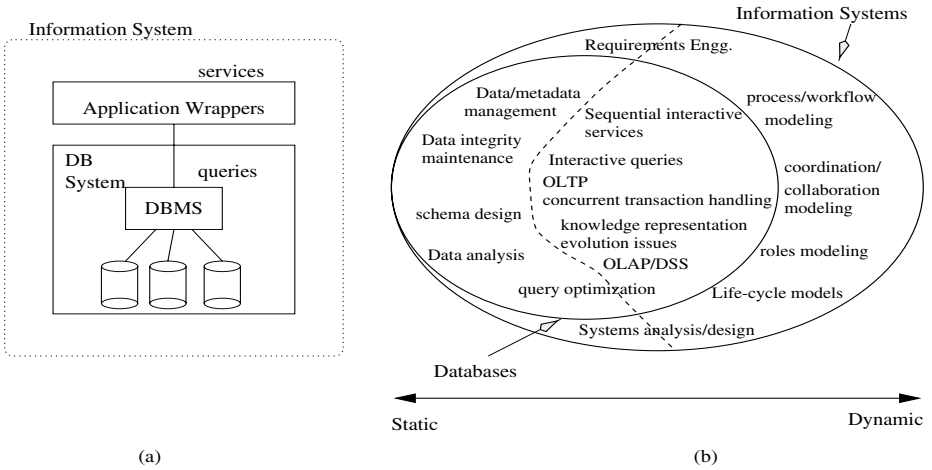 Information System
services
Application Wrappers
DB
System
queries
DBMS
(a)
Information Systems
Requirements Engg.
Data/metadata
management
process/workflow
modeling
Sequential interactive
services
Data integrity
maintenance
Interactive queries
coordination/
collaboration
modeling
OLTP
concurrent transaction handling
schema design
knowledge representation
evolution issues
Data analysis
roles modeling
OLAP/DSS
query optimization
Life-cycle models
Systems analysis/design
Databases
Static
Dynamic
(b)